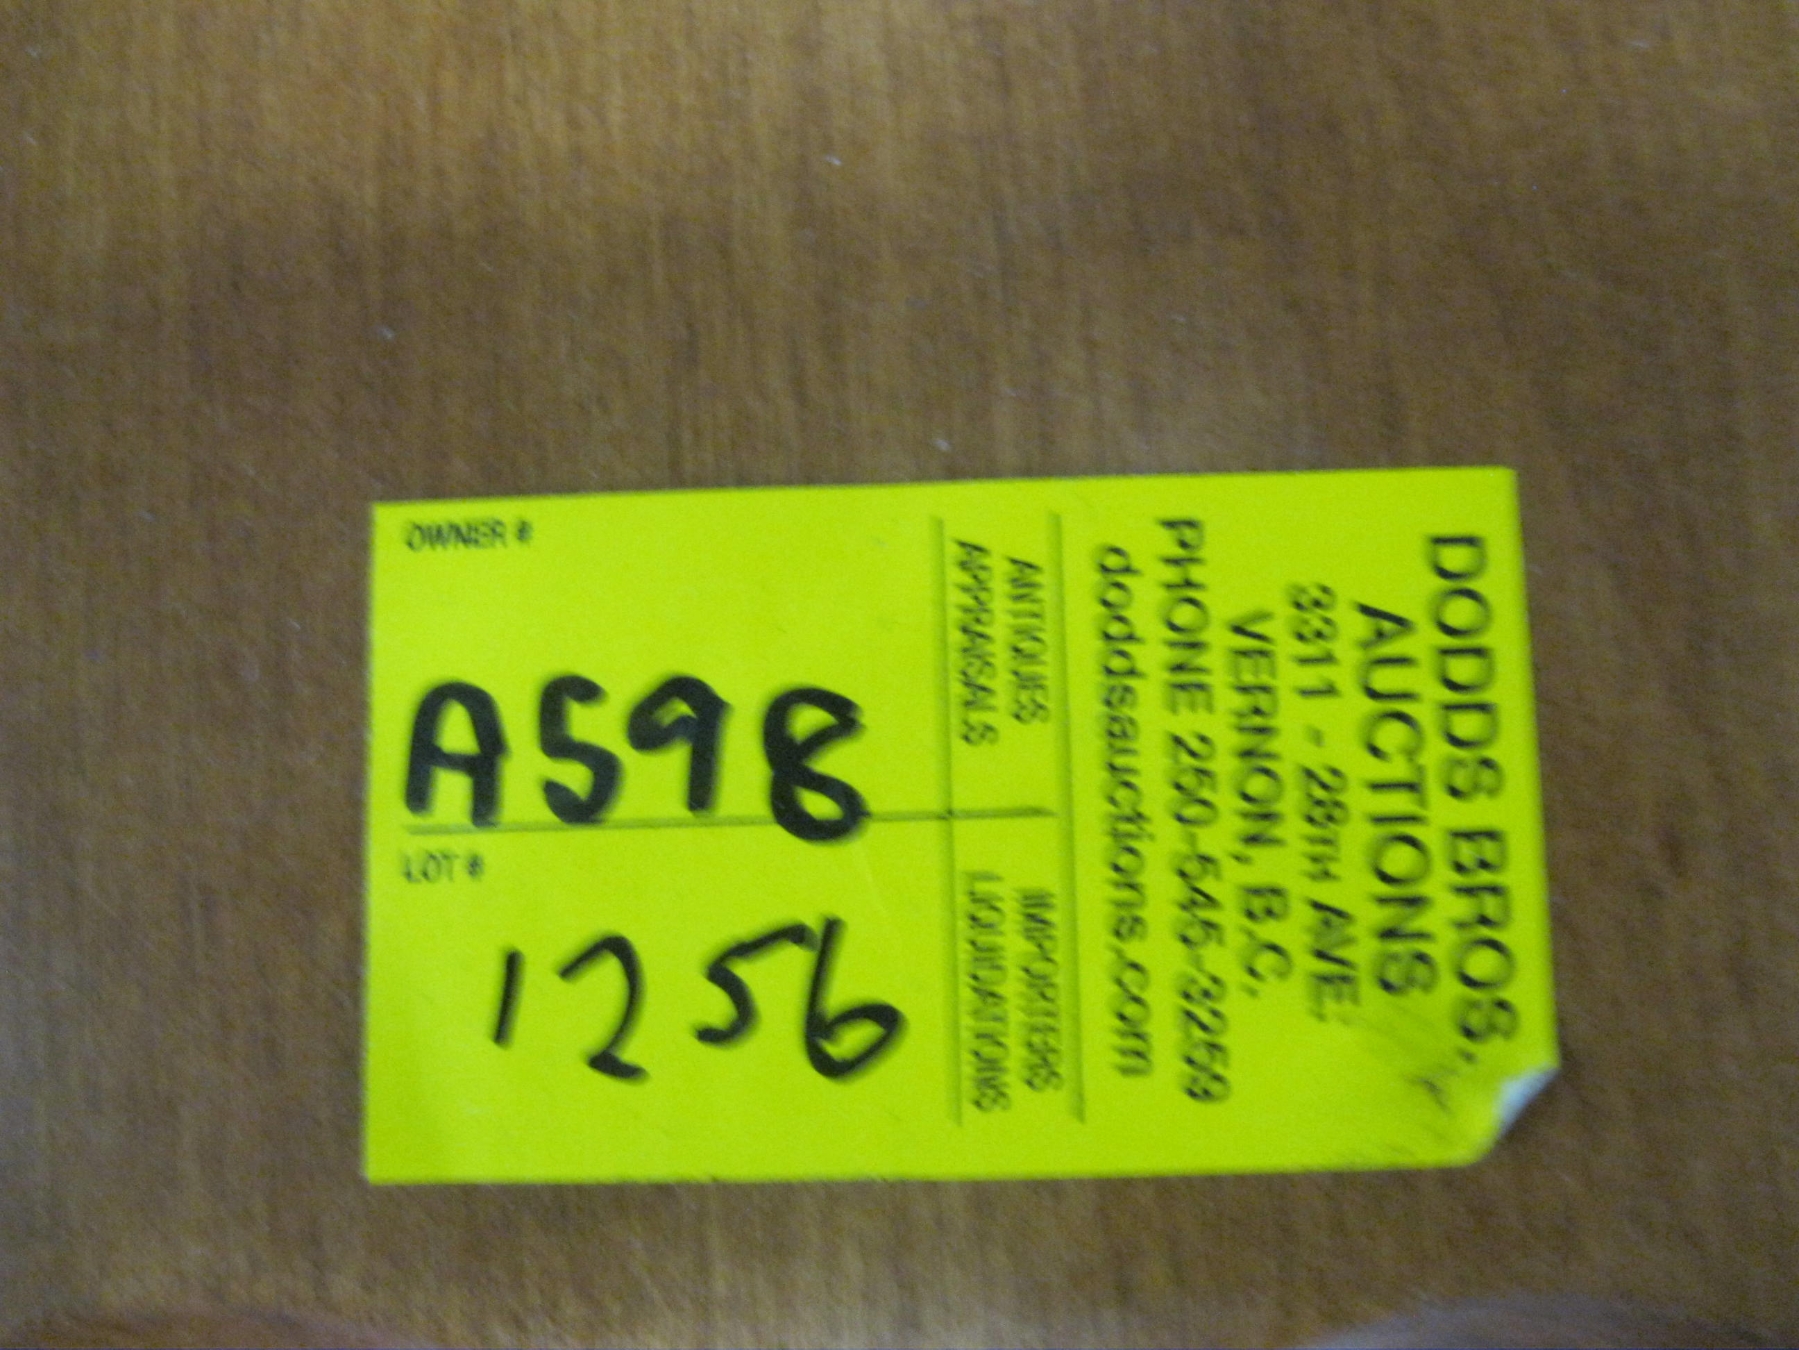 DODDS BROS,
AUCTIONS
3311 - 28TH AVE.
VERNON, B.C,
PHONE 250-545-3259
doddsauctions.com
ANTIQUES
APPRAISALS
IMPORTERS
LIQUIDATIONS
OWNER #
A598
LOT #
1256